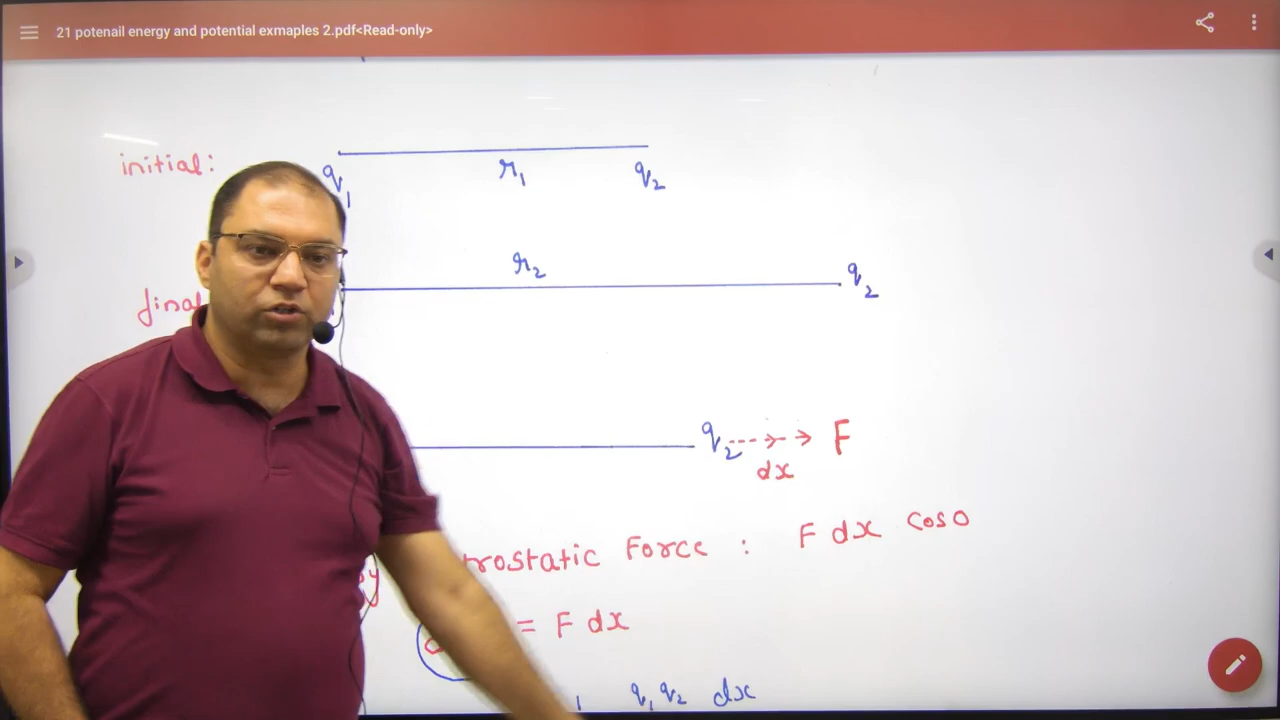 21 potenail energy and potential exmaples 2.pdf<Read-only>
initial:
q1 r1 q2
r2 q2
final
q2 F
dx
Force : F dx cos0
= F dx
q1 q2 dx